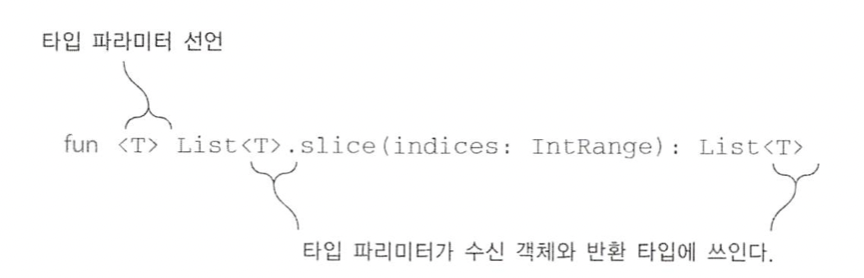 타입 파라미터 선언
fun <T> List<T>.slice(indices: IntRange): List<T>
타입 파리미터가 수신 객체와 반환 타입에 쓰인다.